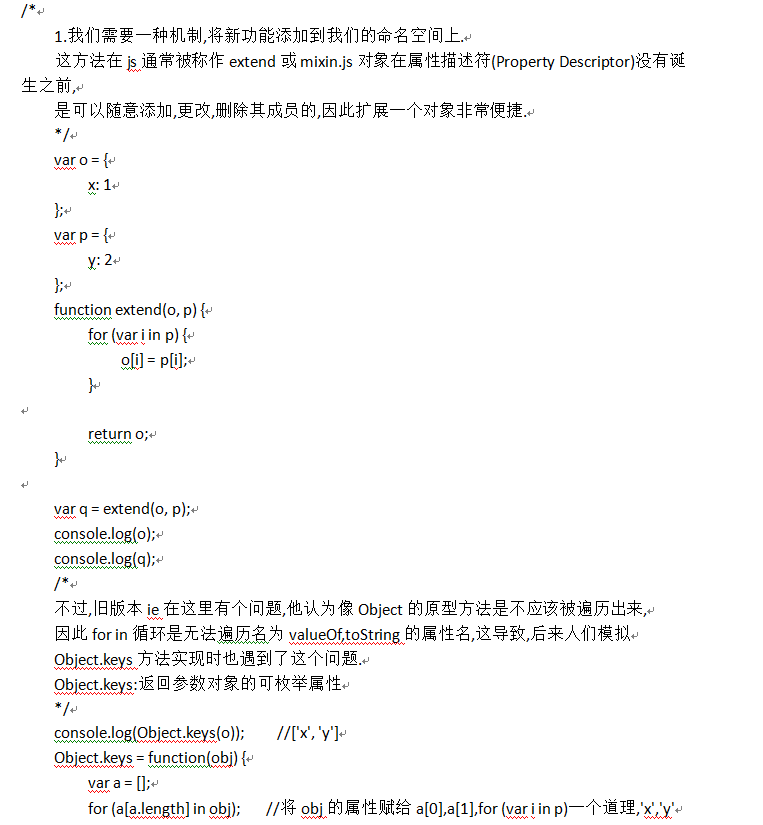 /*
1.我们需要一种机制,将新功能添加到我们的命名空间上.
这方法在 js 通常被称作 extend 或 mixin.js 对象在属性描述符(Property Descriptor)没有诞
生之前,
是可以随意添加,更改,删除其成员的,因此扩展一个对象非常便捷.
*/
var o = {
x: 1
};
var p = {
y: 2
};
function extend(o, p) {
for (var i in p) {
o[i] = p[i];
}
return o;
}
var q = extend(o, p);
console.log(o);
console.log(q);
/*
不过,旧版本 ie 在这里有个问题,他认为像 Object 的原型方法是不应该被遍历出来,
因此 for in 循环是无法遍历名为 valueOf,toString 的属性名,这导致,后来人们模拟
Object.keys 方法实现时也遇到了这个问题.
Object.keys:返回参数对象的可枚举属性
*/
console.log(Object.keys(o)); //['x', 'y']
Object.keys = function(obj) {
var a = [];
for (a[a.length] in obj); //将 obj 的属性赋给 a[0],a[1],for (var i in p)一个道理,'x','y'